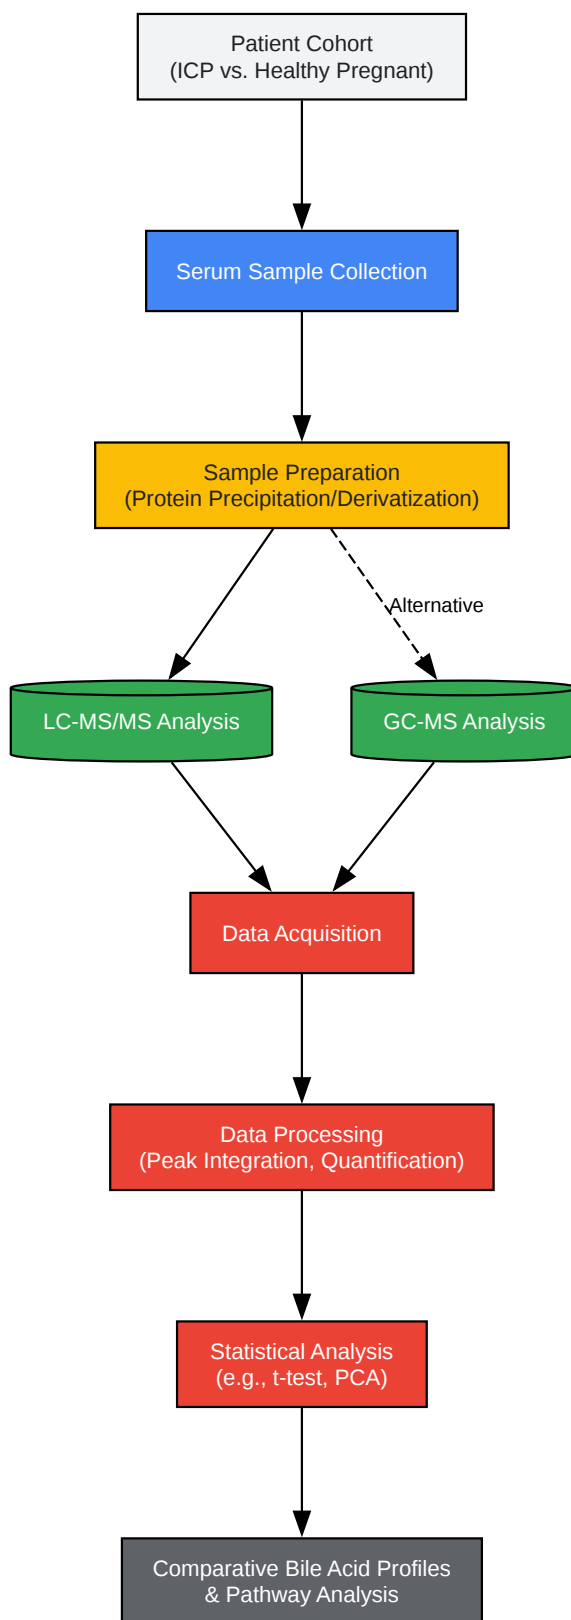 Patient Cohort
(ICP vs. Healthy Pregnant)
Serum Sample Collection
Sample Preparation
(Protein Precipitation/Derivatization)
Alternative
LC-MS/MS Analysis
GC-MS Analysis
Data Acquisition
Data Processing
(Peak Integration, Quantification)
Statistical Analysis
(e.g., t-test, PCA)
Comparative Bile Acid Profiles
& Pathway Analysis